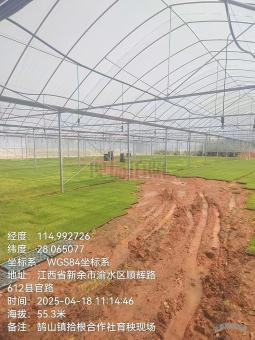 经度: 114.992726
纬度: 28.065077
坐标系: WGS84坐标系
地址: 江西省新余市渝水区顺辉路
612县官路
时间: 2025-04-18 11:14:46
海拔: 55.3米
备注: 鹄山镇拾根合作社育秧现场